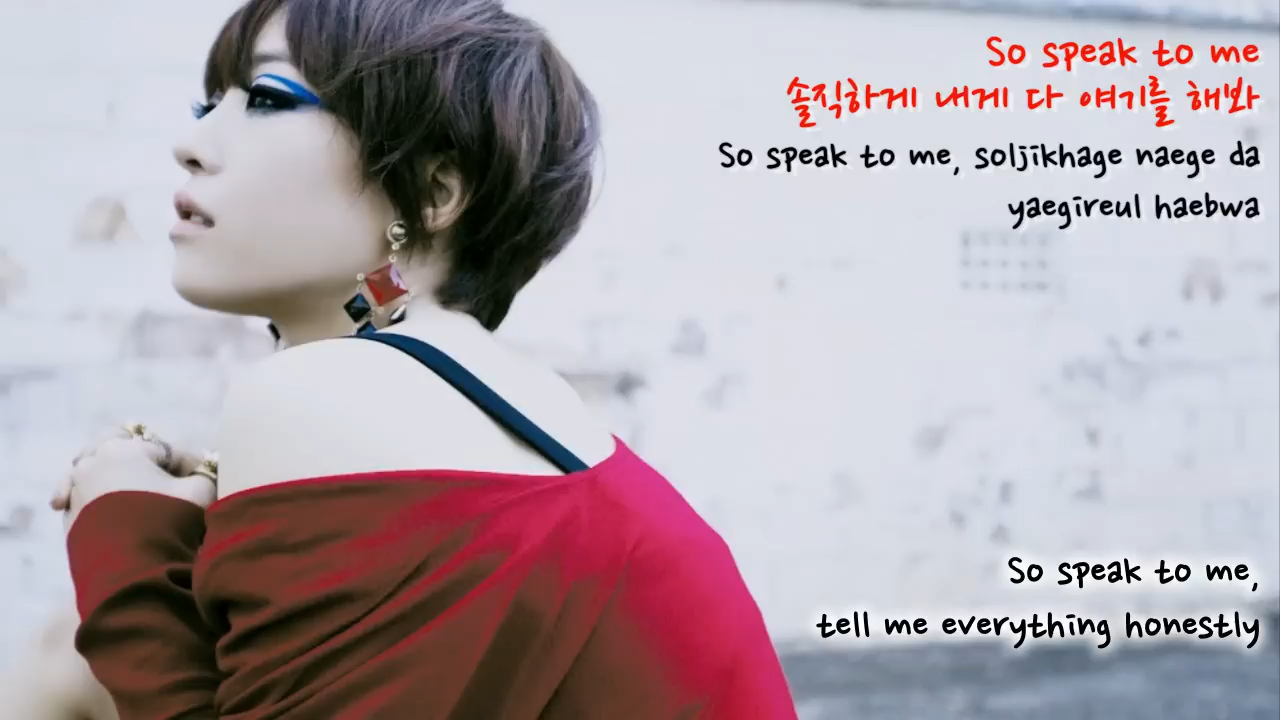 So speak to me
솔직하게 내게 다 얘기를 해봐
So speak to me, soljikhage naege da
yaegireul haebwa
So speak to me,
tell me everything honestly